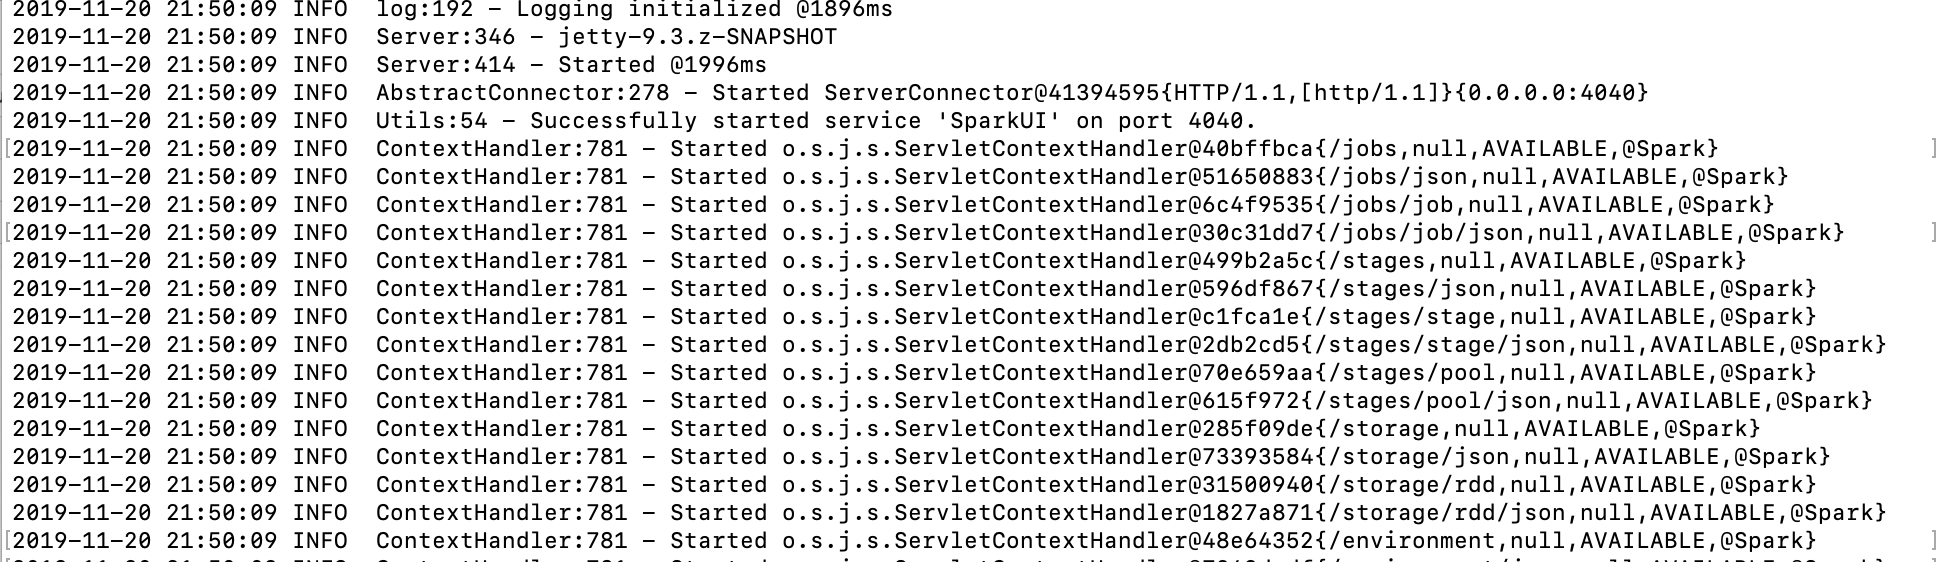 2019-11-20 21:50:09 INFO  log:192 - Logging initialized @1896ms
2019-11-20 21:50:09 INFO  Server:346 - jetty-9.3.z-SNAPSHOT
2019-11-20 21:50:09 INFO  Server:414 - Started @1996ms
2019-11-20 21:50:09 INFO  AbstractConnector:278 - Started ServerConnector@41394595{HTTP/1.1,[http/1.1]}{0.0.0.0:4040}
2019-11-20 21:50:09 INFO  Utils:54 - Successfully started service 'SparkUI' on port 4040.
[2019-11-20 21:50:09 INFO  ContextHandler:781 - Started o.s.j.s.ServletContextHandler@40bffbca{/jobs,null,AVAILABLE,@Spark} ]
2019-11-20 21:50:09 INFO  ContextHandler:781 - Started o.s.j.s.ServletContextHandler@51650883{/jobs/json,null,AVAILABLE,@Spark}
2019-11-20 21:50:09 INFO  ContextHandler:781 - Started o.s.j.s.ServletContextHandler@6c4f9535{/jobs/job,null,AVAILABLE,@Spark}
[2019-11-20 21:50:09 INFO  ContextHandler:781 - Started o.s.j.s.ServletContextHandler@30c31dd7{/jobs/job/json,null,AVAILABLE,@Spark} ]
2019-11-20 21:50:09 INFO  ContextHandler:781 - Started o.s.j.s.ServletContextHandler@499b2a5c{/stages,null,AVAILABLE,@Spark}
2019-11-20 21:50:09 INFO  ContextHandler:781 - Started o.s.j.s.ServletContextHandler@596df867{/stages/json,null,AVAILABLE,@Spark}
2019-11-20 21:50:09 INFO  ContextHandler:781 - Started o.s.j.s.ServletContextHandler@c1fca1e{/stages/stage,null,AVAILABLE,@Spark}
2019-11-20 21:50:09 INFO  ContextHandler:781 - Started o.s.j.s.ServletContextHandler@2db2cd5{/stages/stage/json,null,AVAILABLE,@Spark}
2019-11-20 21:50:09 INFO  ContextHandler:781 - Started o.s.j.s.ServletContextHandler@70e659aa{/stages/pool,null,AVAILABLE,@Spark}
2019-11-20 21:50:09 INFO  ContextHandler:781 - Started o.s.j.s.ServletContextHandler@615f972{/stages/pool/json,null,AVAILABLE,@Spark}
2019-11-20 21:50:09 INFO  ContextHandler:781 - Started o.s.j.s.ServletContextHandler@285f09de{/storage,null,AVAILABLE,@Spark}
2019-11-20 21:50:09 INFO  ContextHandler:781 - Started o.s.j.s.ServletContextHandler@73393584{/storage/json,null,AVAILABLE,@Spark}
2019-11-20 21:50:09 INFO  ContextHandler:781 - Started o.s.j.s.ServletContextHandler@31500940{/storage/rdd,null,AVAILABLE,@Spark}
2019-11-20 21:50:09 INFO  ContextHandler:781 - Started o.s.j.s.ServletContextHandler@1827a871{/storage/rdd/json,null,AVAILABLE,@Spark}
[2019-11-20 21:50:09 INFO  ContextHandler:781 - Started o.s.j.s.ServletContextHandler@48e64352{/environment,null,AVAILABLE,@Spark} ]